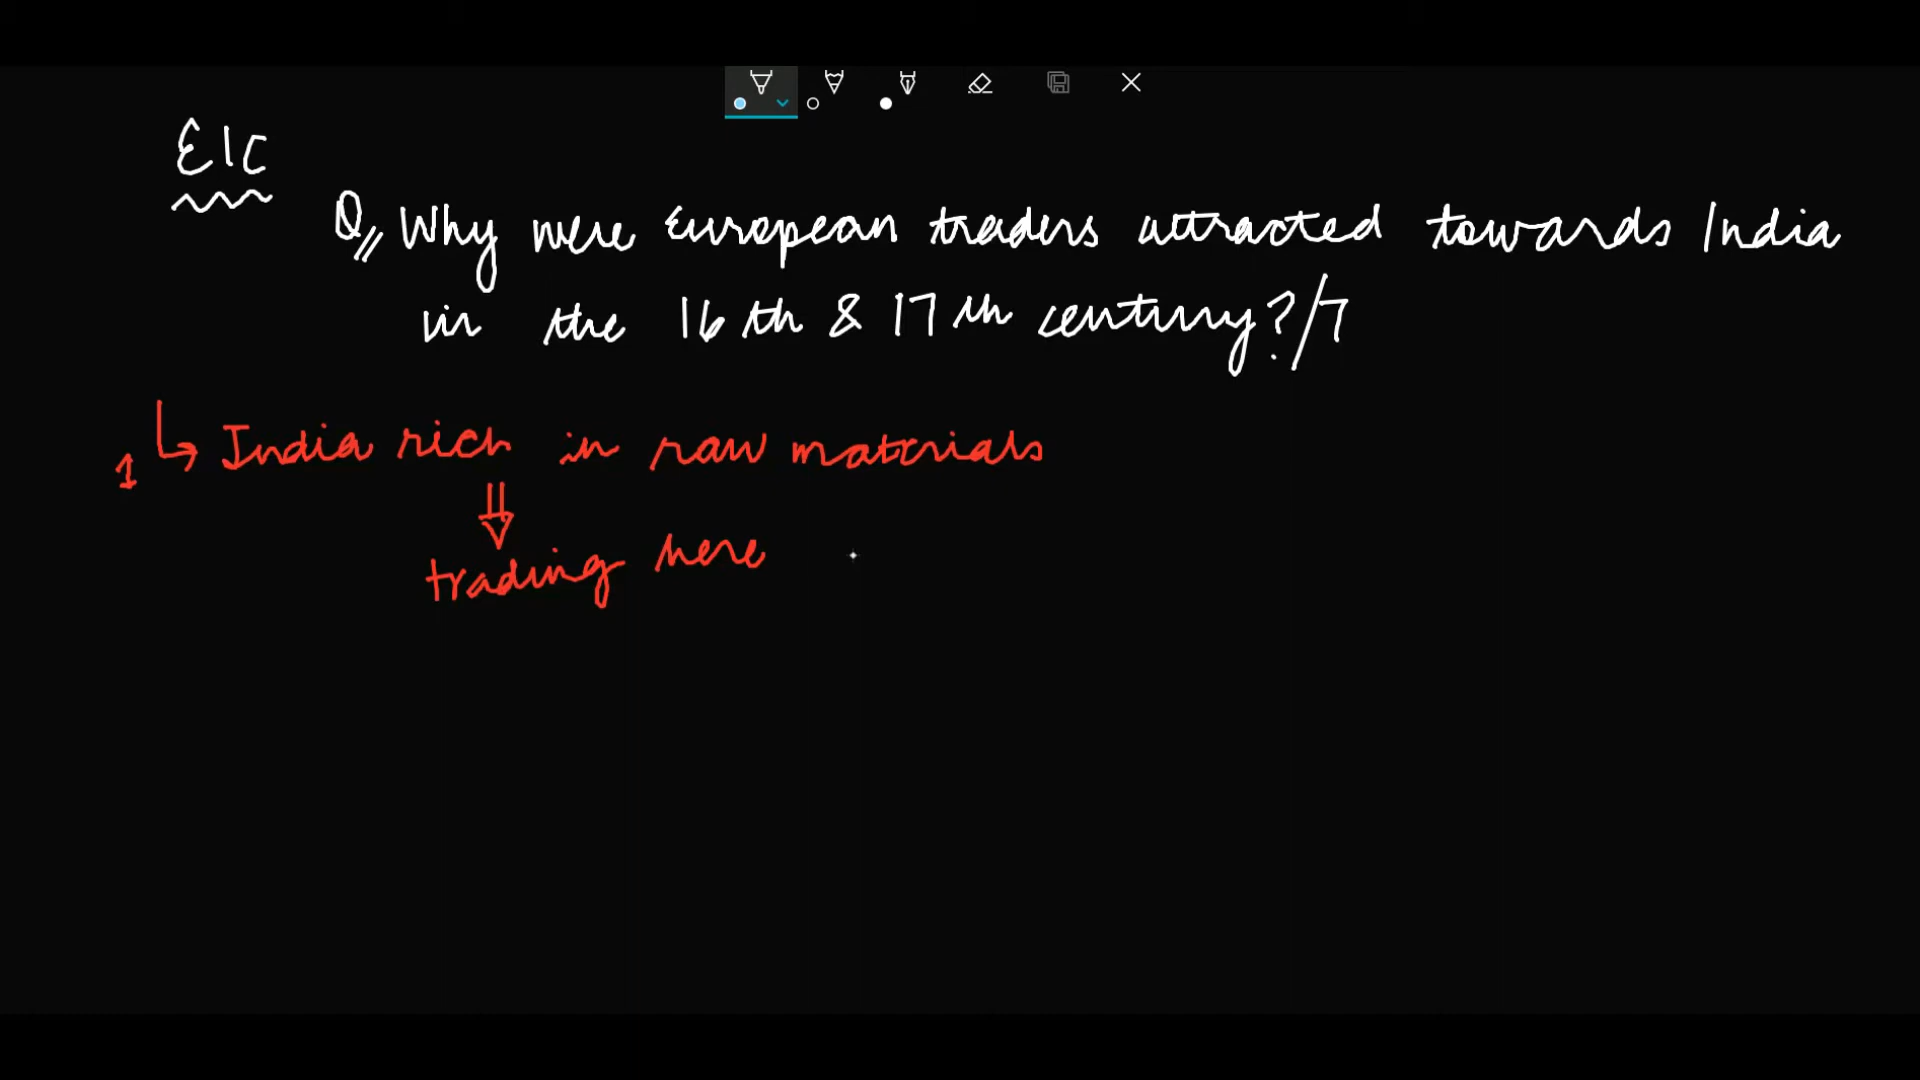 EIC
Q// Why were European traders attracted towards India
in the 16th & 17th century?/7
1 ↳ India rich in raw materials
⇓
trading here